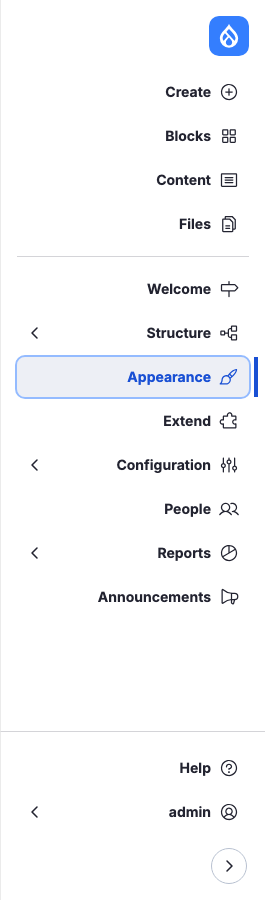 Create
Blocks
Content
Files
Welcome
Structure
Appearance
Extend
Configuration
People
Reports
Announcements
Help
admin